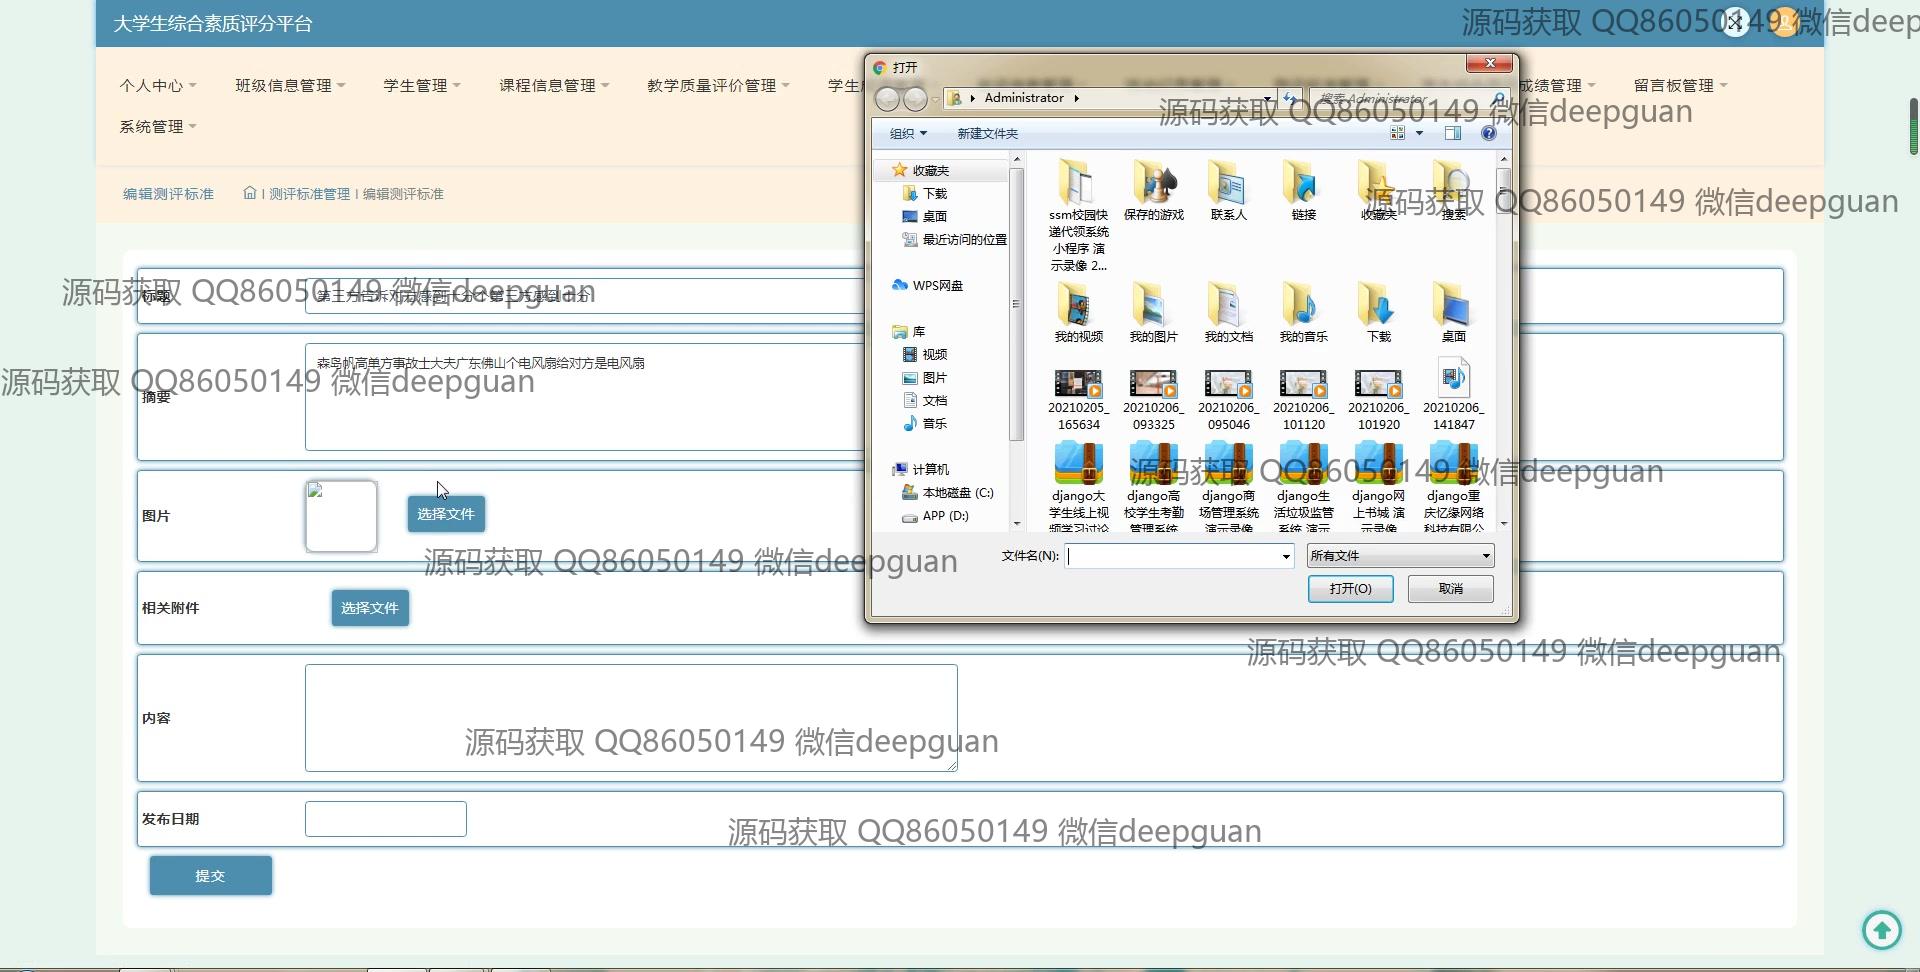 大学生综合素质评分平台
源码获取 QQ86050149 微信deepguan
个人中心
班级信息管理
学生管理
课程信息管理
教学质量评价管理
成绩管理
留言板管理
系统管理
打开
Administrator
搜索 Administrator
源码获取 QQ86050149 微信deepguan
组织
新建文件夹
编辑测评标准
测评标准管理
编辑测评标准
源码获取 QQ86050149 微信deepguan
收藏夹
下载
桌面
最近访问的位置
WPS网盘
库
视频
图片
文档
音乐
计算机
本地磁盘 (C:)
APP (D:)
ssm校园快
递代领系统
小程序 演
示录像 2...
保存的游戏
联系人
链接
收藏夹
搜索
我的视频
我的图片
我的文档
我的音乐
下载
桌面
20210205_
165634
20210206_
093325
20210206_
095046
20210206_
101120
20210206_
101920
20210206_
141847
django大
学生线上视
频学习讨论
django高
校学生考勤
管理系统
django商
场管理系统
演示录像
django生
活垃圾监管
系统 演示
django网
上书城 演
示录像
django重
庆忆缘网络
科技有限公
源码获取 QQ86050149 微信deepguan
文件名(N):
所有文件
打开(O)
取消
标题
源码获取 QQ86050149 微信deepguan
摘要
森岛帆高单方事故士大夫广东佛山个电风扇给对方是电风扇
源码获取 QQ86050149 微信deepguan
图片
选择文件
源码获取 QQ86050149 微信deepguan
相关附件
选择文件
源码获取 QQ86050149 微信deepguan
内容
源码获取 QQ86050149 微信deepguan
发布日期
源码获取 QQ86050149 微信deepguan
提交